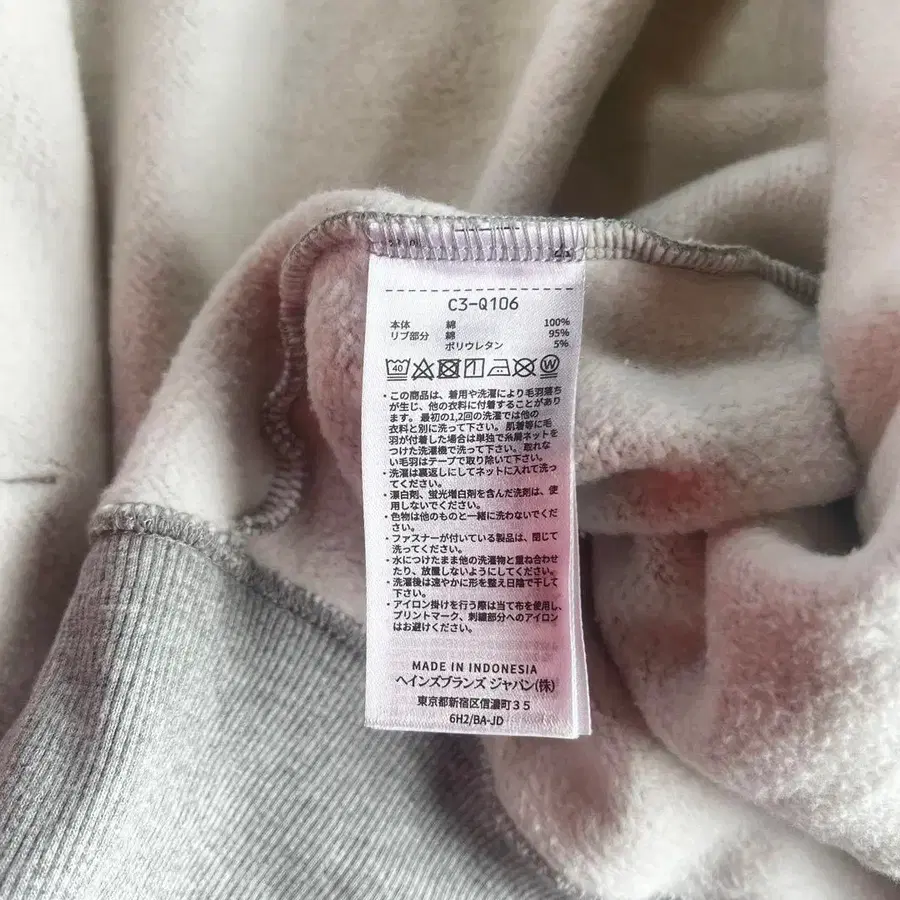 C3-Q106
本体 綿 100%
リブ部分 綿 95%
ポリウレタン 5%
40 W
・この商品は、着用や洗濯により毛羽落ち
が生じ、他の衣料に付着することがあり
ます。最初の1,2回の洗濯では他の
衣料と別に洗って下さい。肌着等に毛
羽が付着した場合は単独で糸屑ネットを
つけた洗濯機で洗って下さい。取れな
い毛羽はテープで取り除いて下さい。
・洗濯は裏返しにしてネットに入れて洗っ
てください。
・漂白剤、蛍光増白剤を含んだ洗剤は、使
用しないでください。
・色物は他のものと一緒に洗わないでくだ
さい。
・ファスナーが付いている製品は、閉じて
洗ってください。
・水につけたまま他の洗濯物と重ね合わせ
たり、放置しないようにしてください。
・洗濯後は速やかに形を整え日陰で干して
下さい。
・アイロン掛けを行う際は当て布を使用し、
プリントマーク、刺繍部分へのアイロン
はお避けください。
MADE IN INDONESIA
ヘインズブランズ ジャパン(株)
東京都新宿区信濃町35
6H2/BA-JD